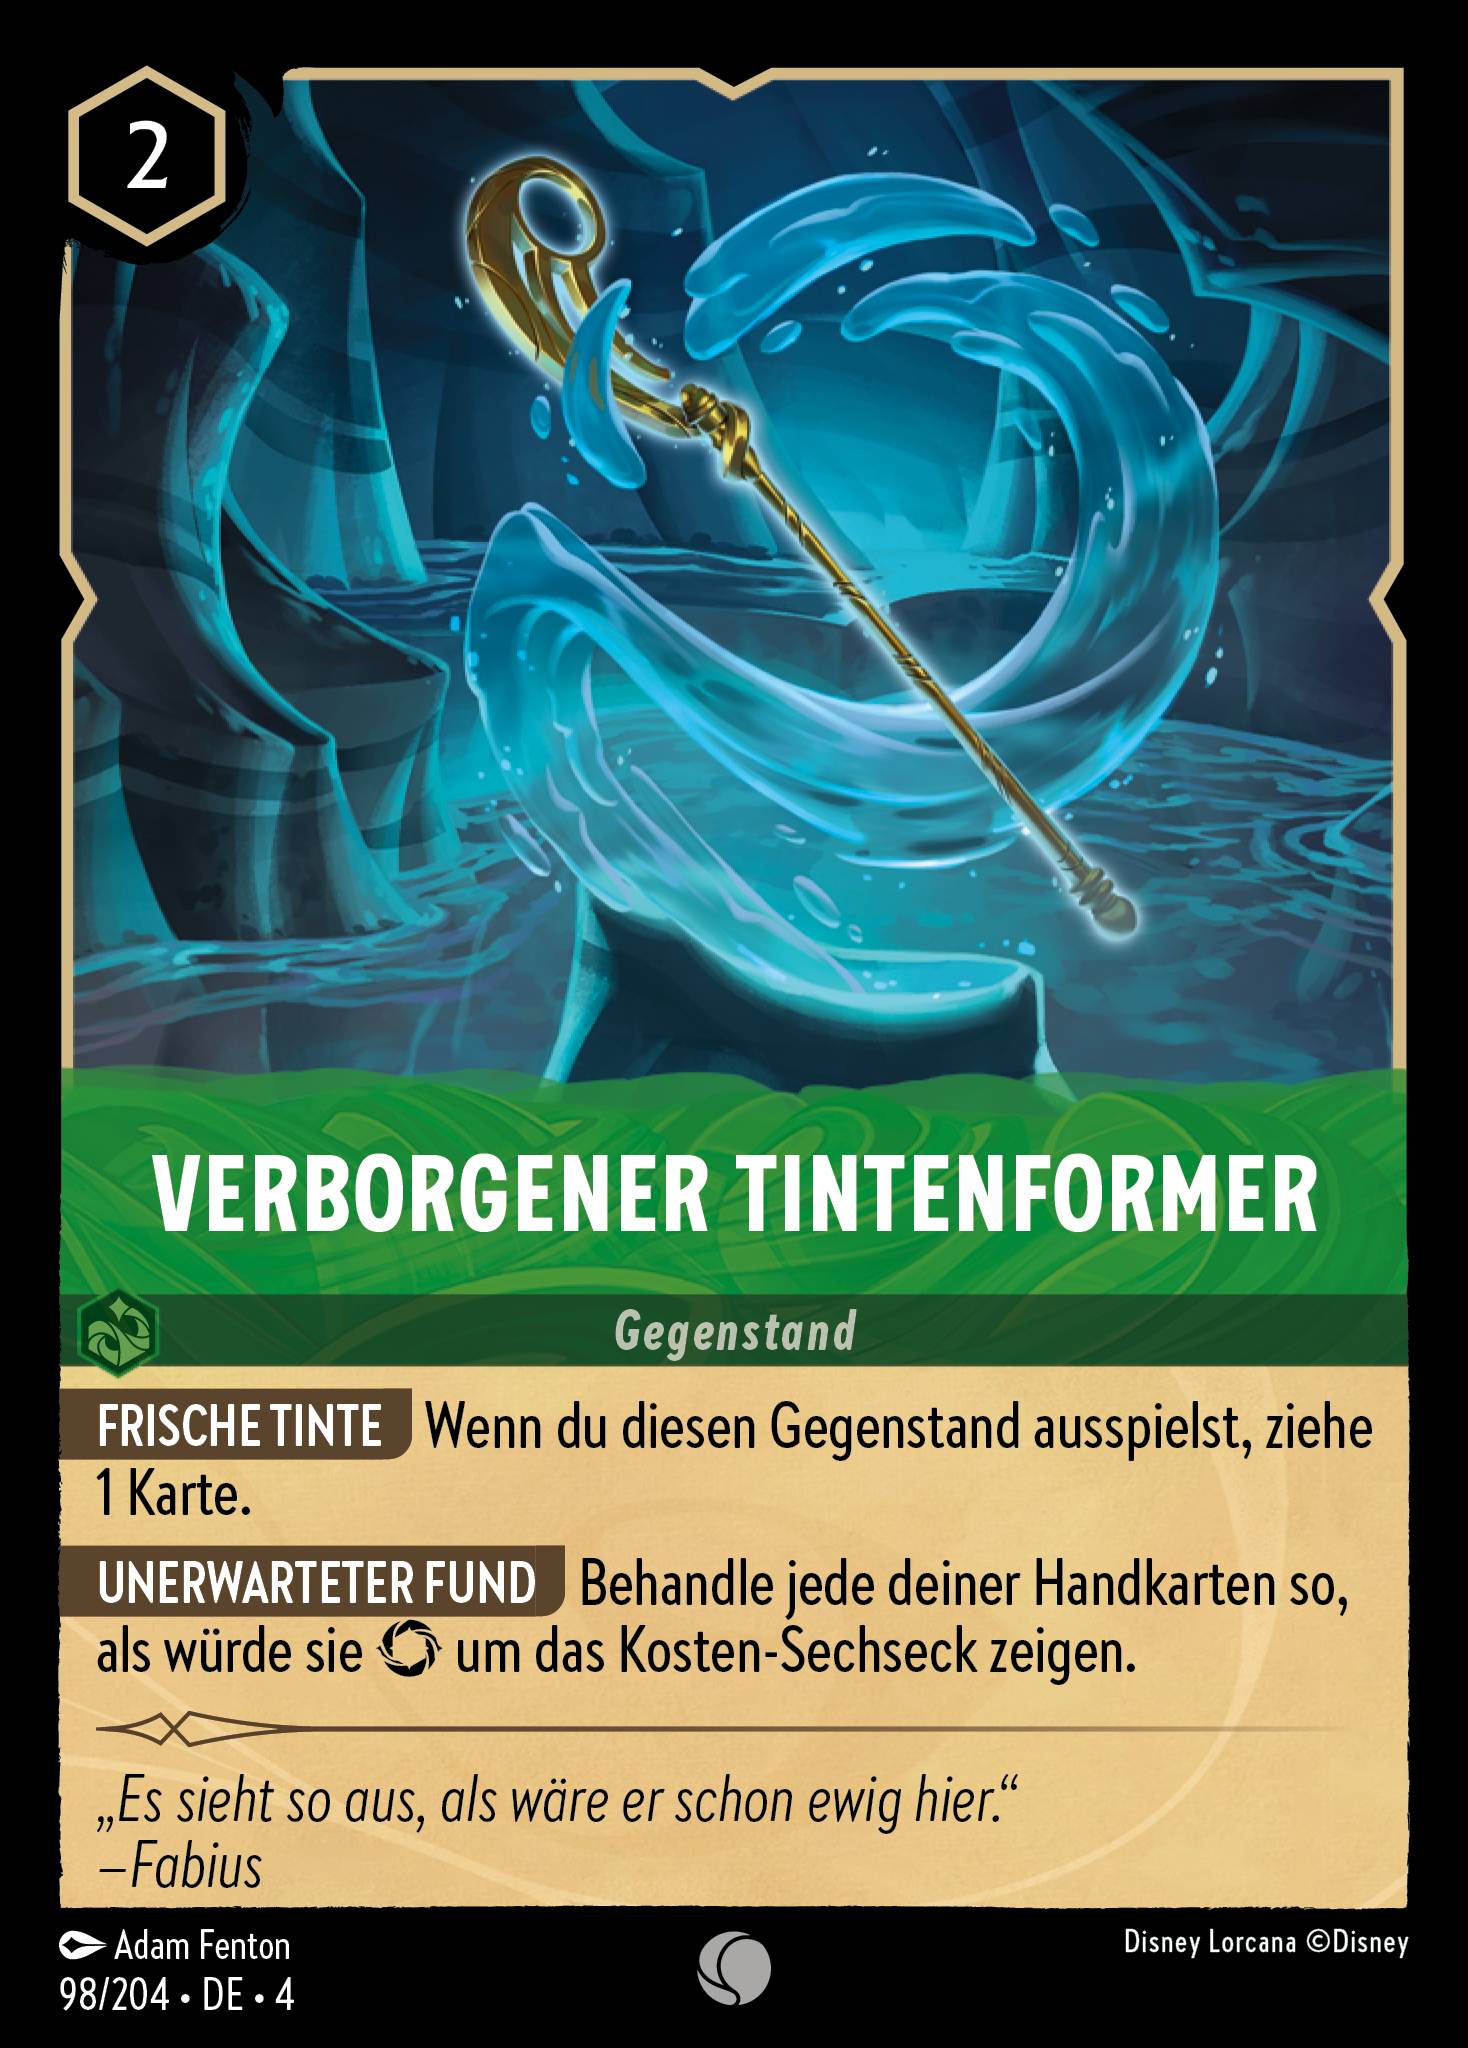 2
VERBORGENER TINTENFORMER
Gegenstand
FRISCHE TINTE Wenn du diesen Gegenstand ausspielst, ziehe
1 Karte.
UNERWARTETER FUND Behandle jede deiner Handkarten so,
als würde sie um das Kosten-Sechseck zeigen.
„Es sieht so aus, als wäre er schon ewig hier.“
–Fabius
Adam Fenton
Disney Lorcana ©Disney
98/204 • DE • 4